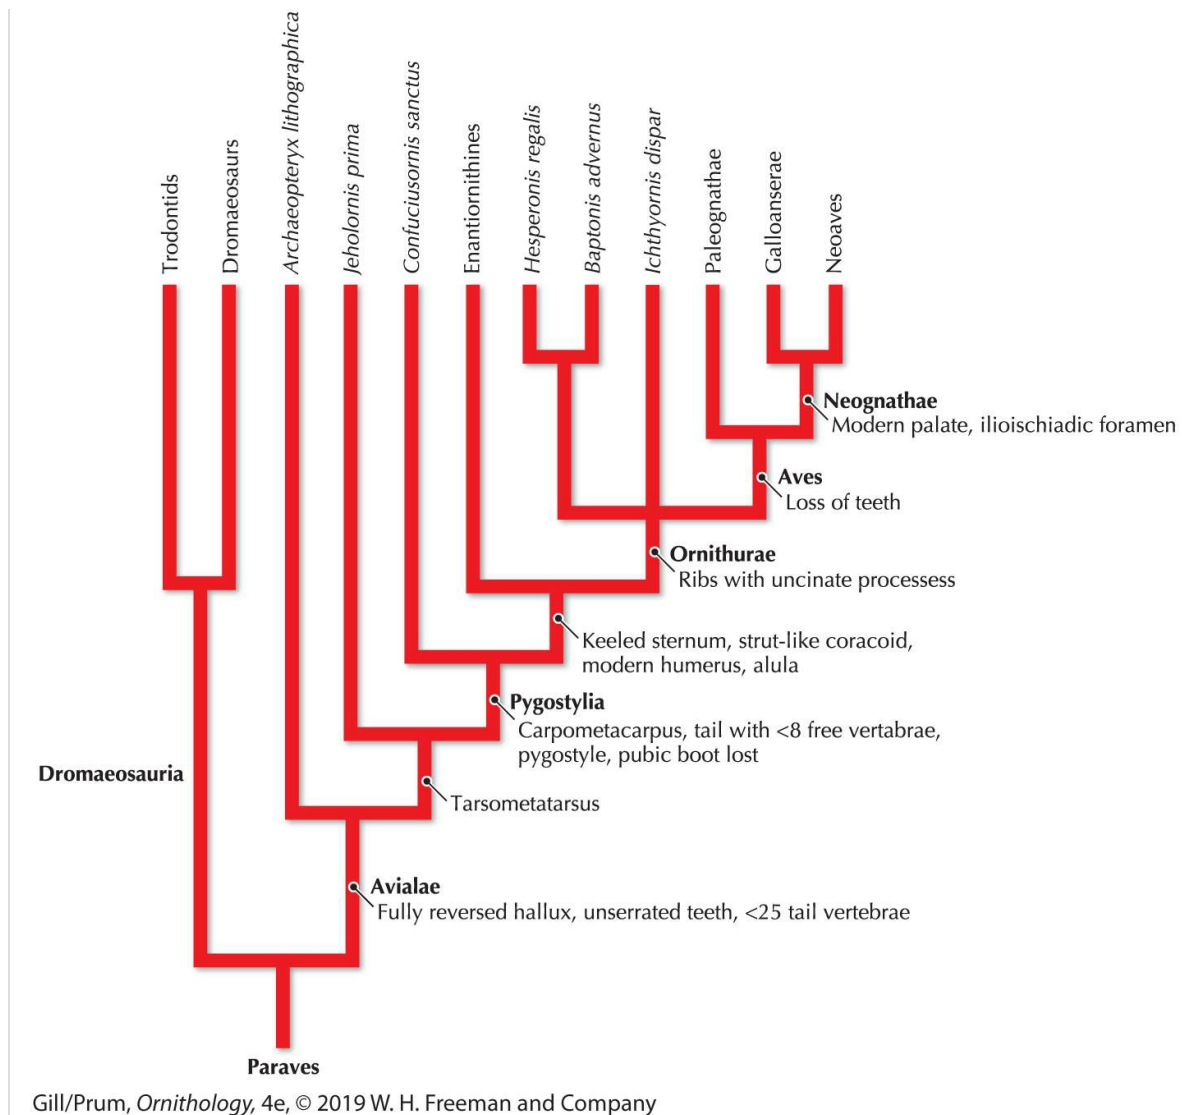 Trodontids
Dromaeosaurs
Archaeopteryx lithographica
Jeholornis prima
Confuciusornis sanctus
Enantiornithines
Hesperonis regalis
Baptonis advernus
Ichthyornis dispar
Paleognathae
Galloanserae
Neoaves
Neognathae
Modern palate, ilioischiadic foramen
Aves
Loss of teeth
Ornithurae
Ribs with uncinate processess
Keeled sternum, strut-like coracoid,
modern humerus, alula
Pygostylia
Carpometacarpus, tail with <8 free vertabrae,
pygostyle, pubic boot lost
Dromaeosauria
Tarsometatarsus
Avialae
Fully reversed hallux, unserrated teeth, <25 tail vertebrae
Paraves
Gill/Prum, Ornithology, 4e, © 2019 W. H. Freeman and Company